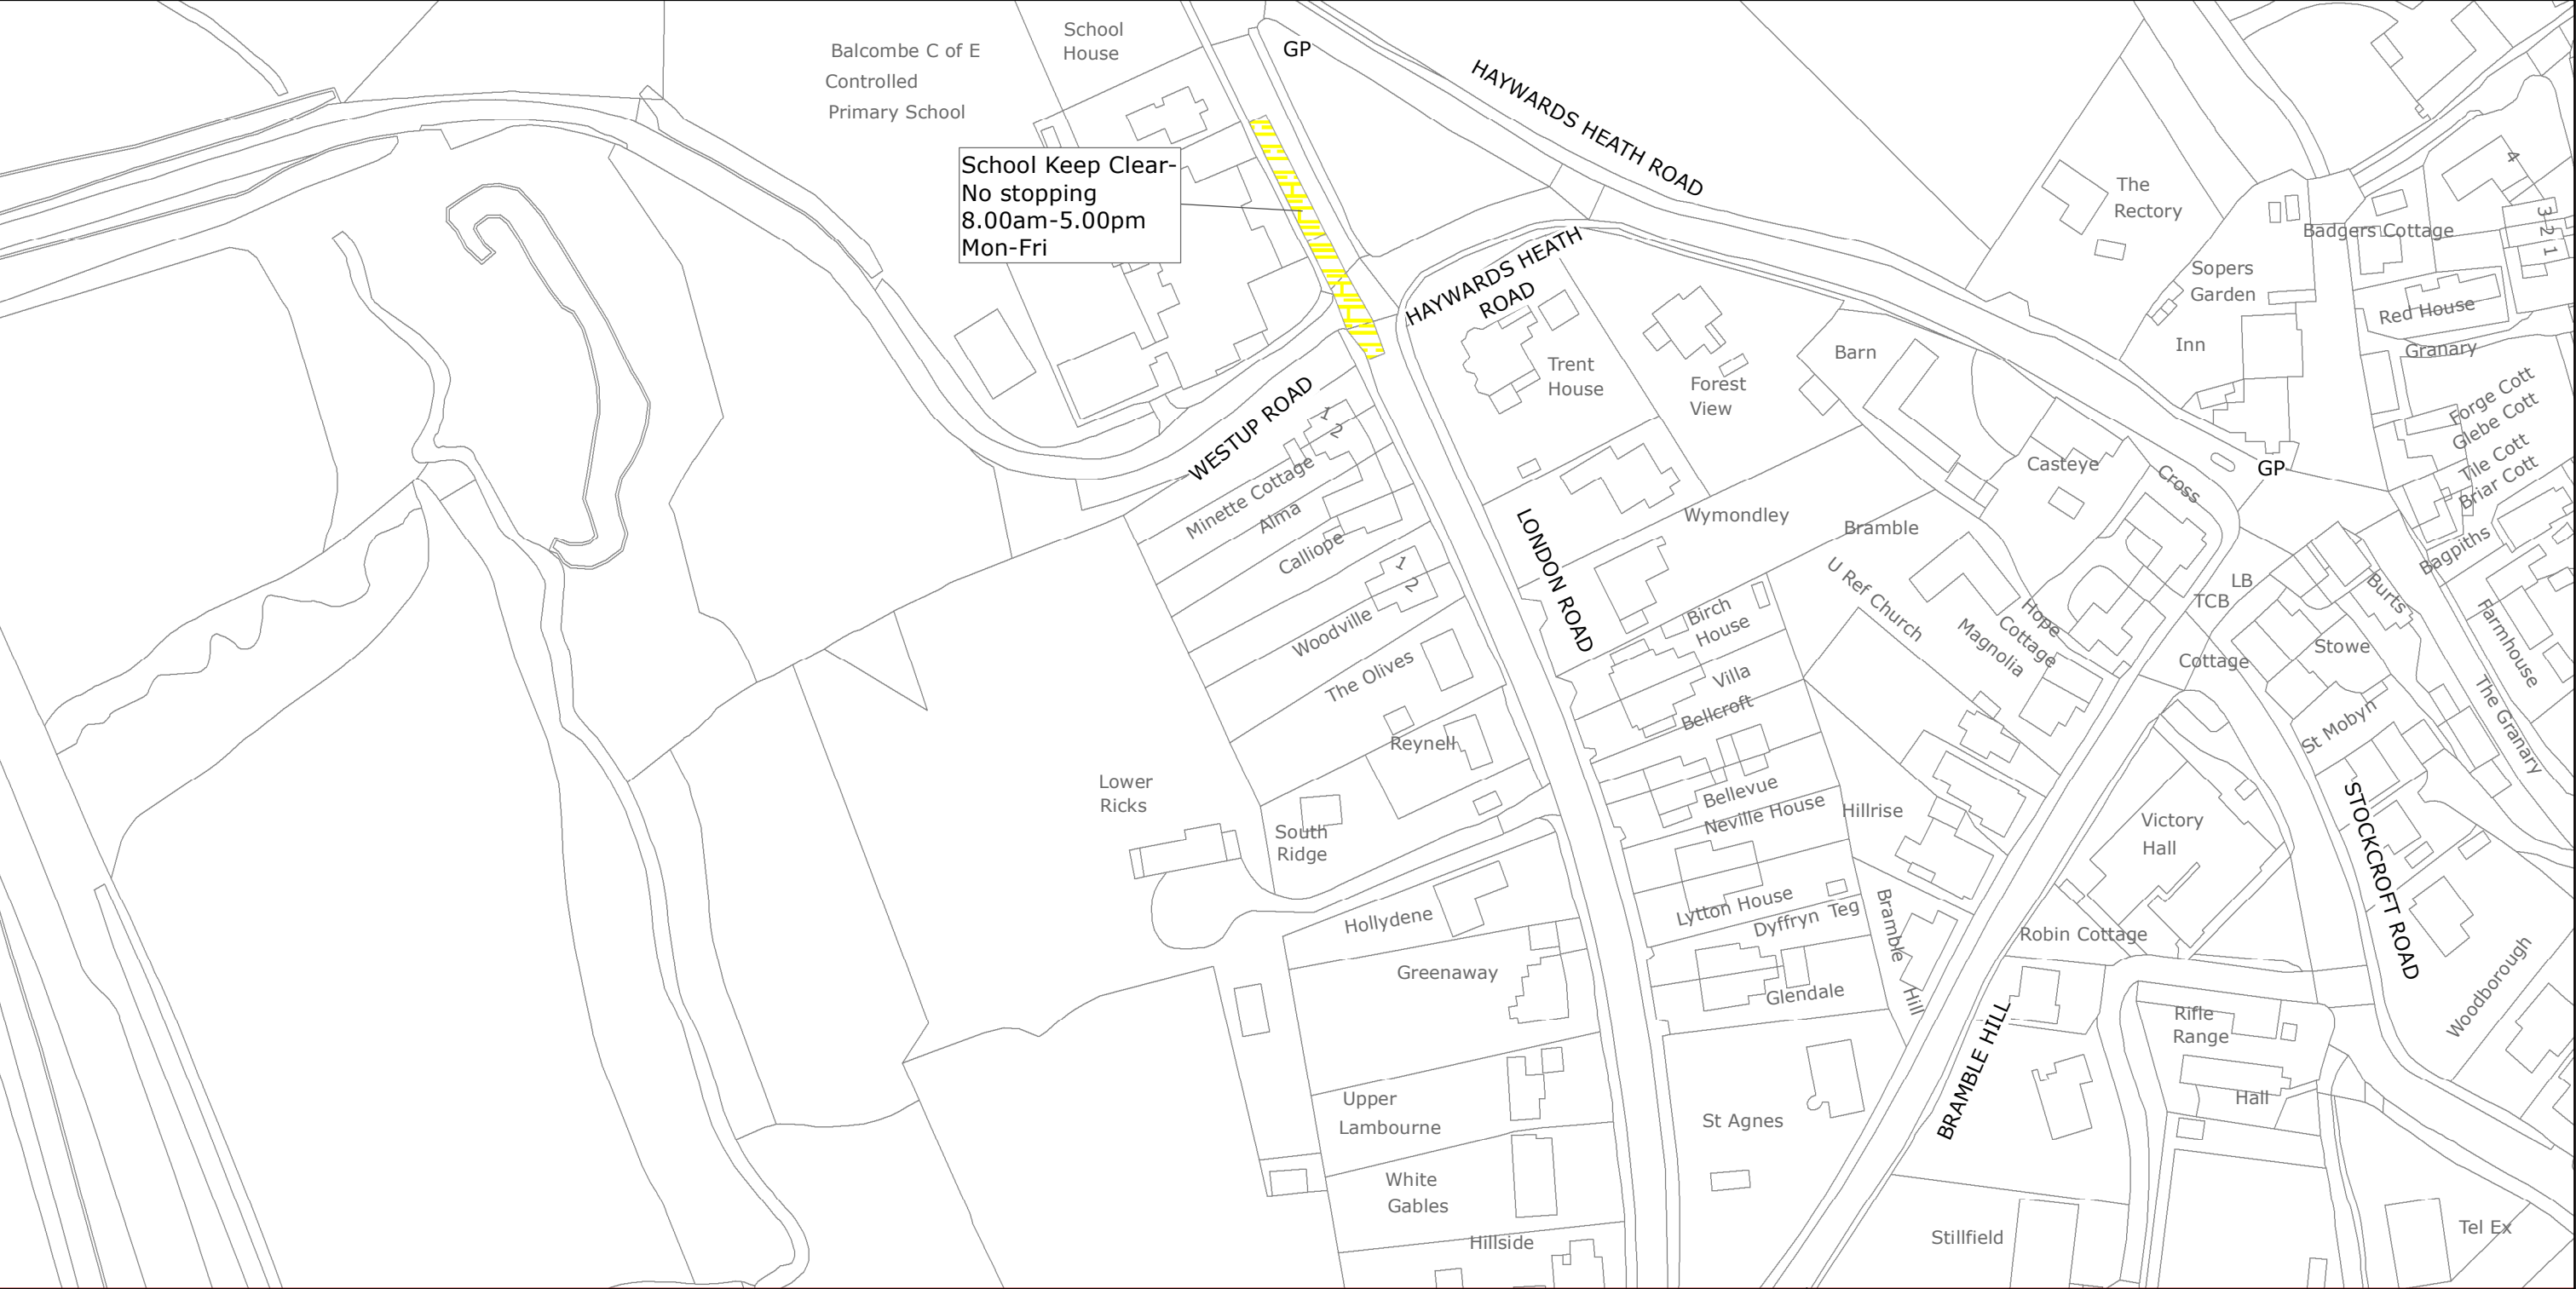 Balcombe C of E
Controlled
Primary School
School
House
GP
HAYWARDS HEATH ROAD
School Keep Clear-
No stopping
8.00am-5.00pm
Mon-Fri
HAYWARDS HEATH
ROAD
The
Rectory
Badgers Cottage
4
3
2
1
Sopers
Garden
Red House
Inn
Granary
Trent
House
Forest
View
Barn
Forge Cott
Glebe Cott
Tile Cott
Briar Cott
WESTUP ROAD
1
2
Minette Cottage
Alma
Calliope
1
2
Woodville
The Olives
Reynell
LONDON ROAD
Wymondley
Bramble
Casteye
Cross
GP
Bagpiths
U Ref Church
Hope
Cottage
Magnolia
LB
TCB
Burts
Farmhouse
Cottage
Stowe
Birch
House
Villa
Bellcroft
St Mobyn
The Granary
Lower
Ricks
South
Ridge
Bellevue
Neville House
Hillrise
Victory
Hall
STOCKCROFT ROAD
Hollydene
Greenaway
Lytton House
Dyffryn Teg
Glendale
Bramble
Hill
Robin Cottage
Woodborough
Rifle
Range
Hall
BRAMBLE HILL
Upper
Lambourne
St Agnes
White
Gables
Hillside
Stillfield
Tel Ex